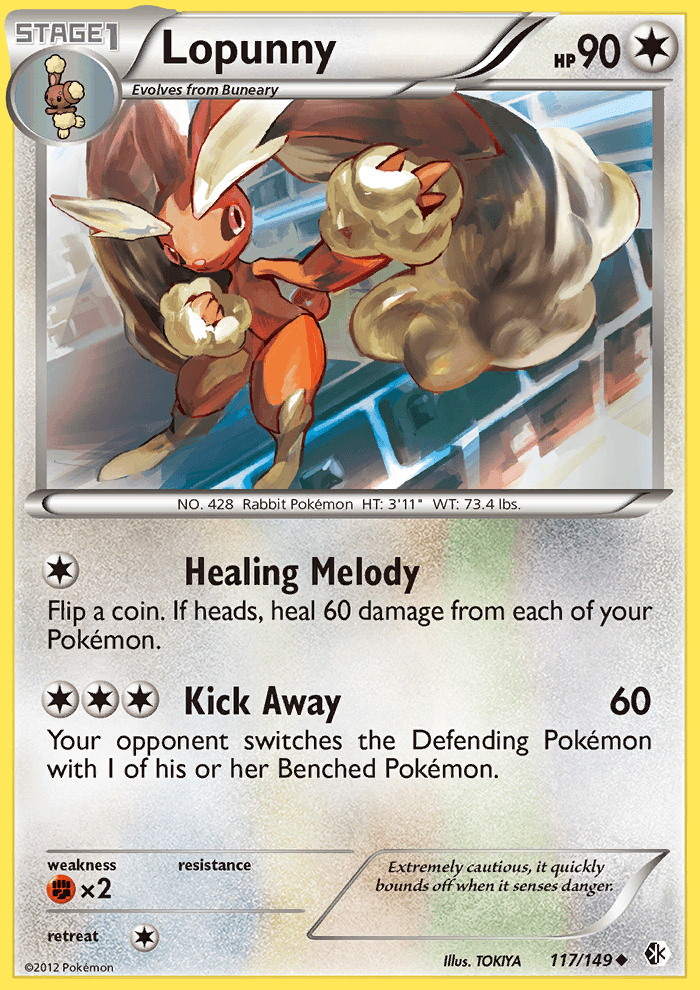 STAGE1
Lopunny
HP90
Evolves from Buneary
NO. 428 Rabbit Pokémon HT: 3'11" WT: 73.4 lbs.
Healing Melody
Flip a coin. If heads, heal 60 damage from each of your
Pokémon.
Kick Away 60
Your opponent switches the Defending Pokémon
with 1 of his or her Benched Pokémon.
weakness resistance
×2
Extremely cautious, it quickly
bounds off when it senses danger.
retreat
©2012 Pokémon
Illus. TOKIYA 117/149